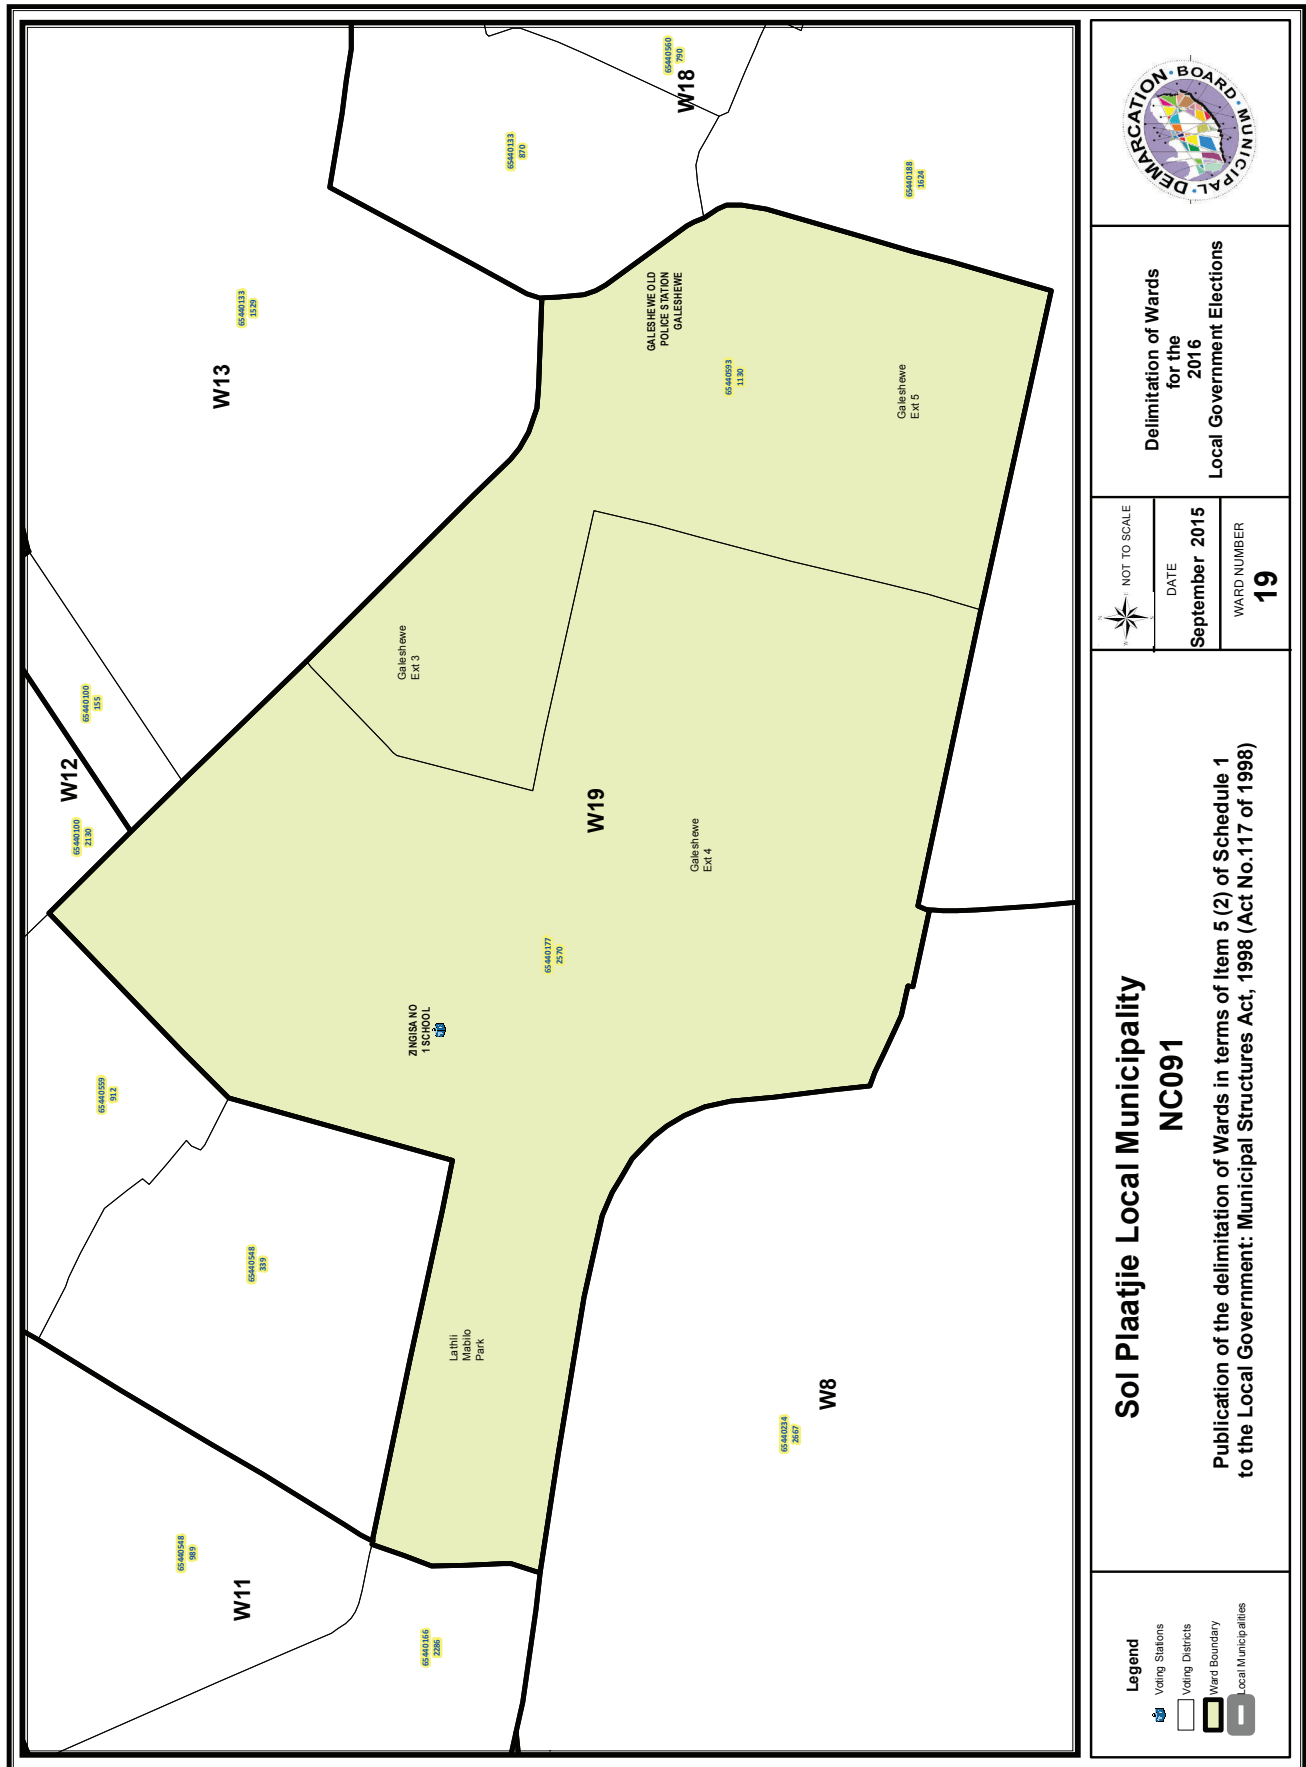 W11
65440548
989
65440166
2286
65440548
339
65440559
912
Lathli
Mabilo
Park
W8
65440234
2667
ZINGISA NO
1 SCHOOL
65440177
2570
W12
65440100
2130
65440100
155
W19
Galeshewe
Ext 4
Galeshewe
Ext 3
W13
65440133
1529
Galeshewe
Ext 5
65440593
1130
GALESHEWE OLD
POLICE STATION
GALESHEWE
65440133
870
W18
65440560
790
65440188
1624
Legend
Voting Stations
Voting Districts
Ward Boundary
Local Municipalities
Sol Plaatjie Local Municipality
NC091
Publication of the delimitation of Wards in terms of Item 5 (2) of Schedule 1
to the Local Government: Municipal Structures Act, 1998 (Act No.117 of 1998)
NOT TO SCALE
DATE
September 2015
WARD NUMBER
19
Delimitation of Wards
for the
2016
Local Government Elections
MUNICIPAL · DEMARCATION · BOARD